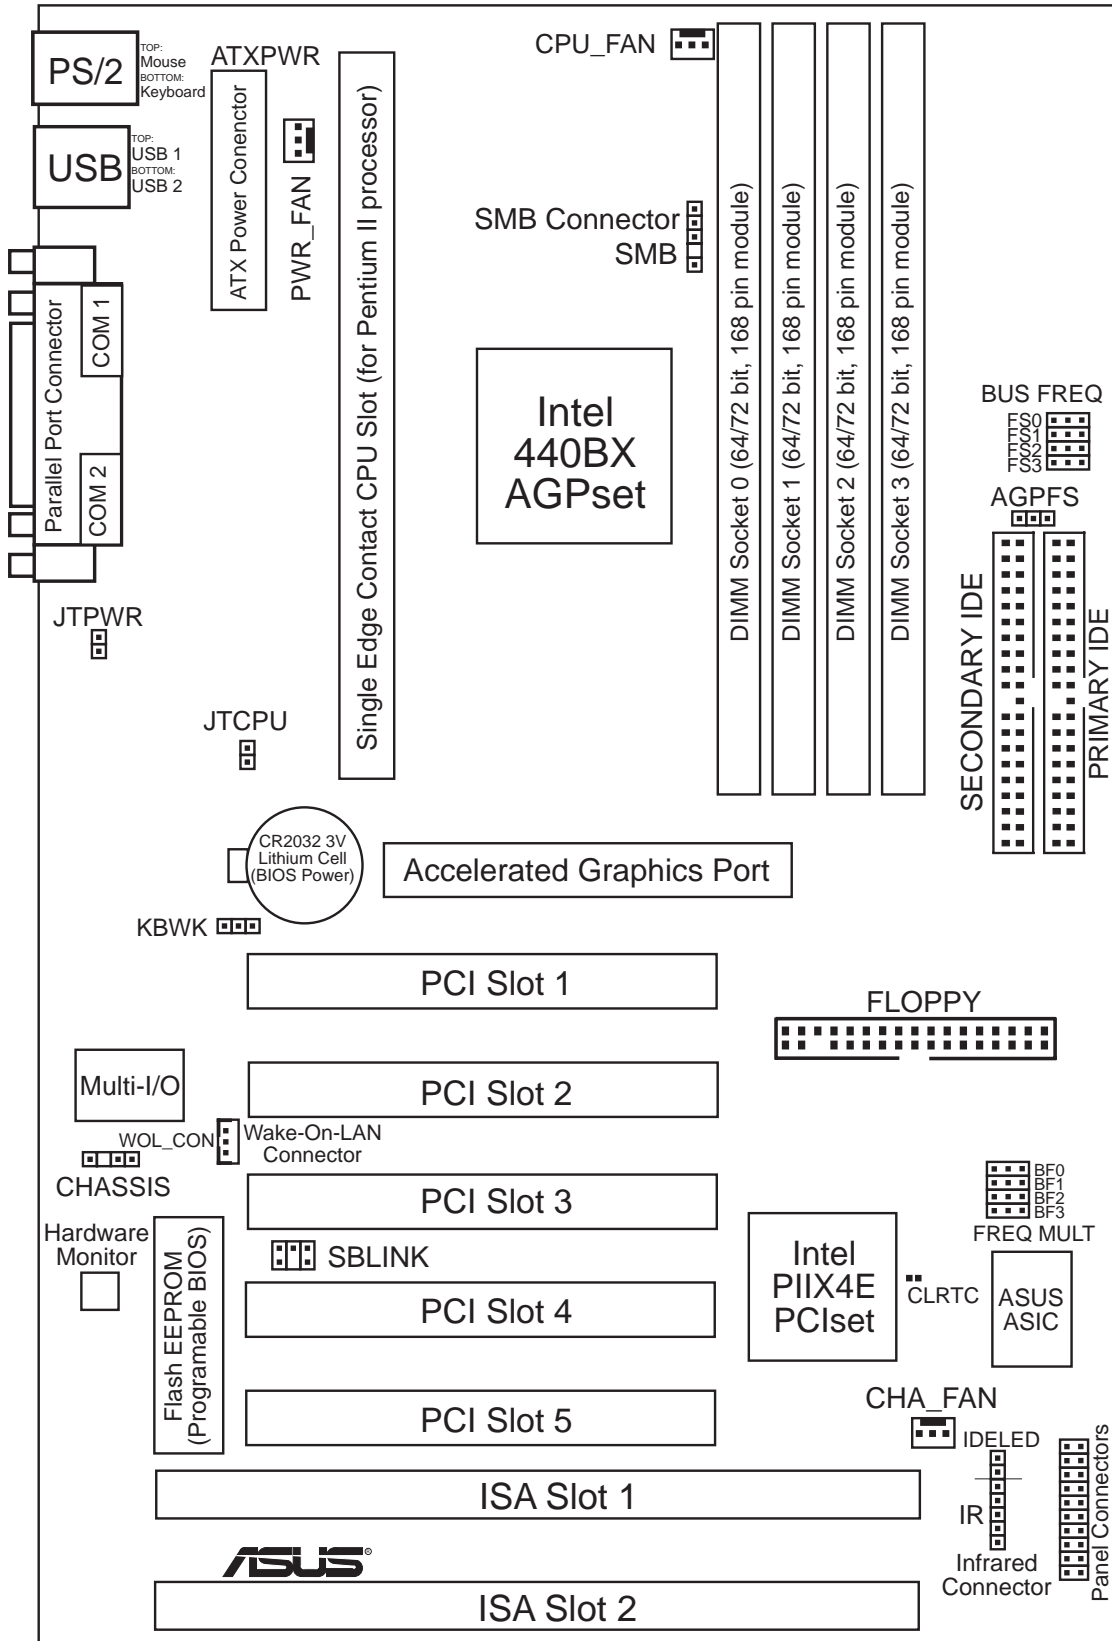 PS/2
TOP:
Mouse
BOTTOM:
Keyboard
ATXPWR
ATX Power Conenctor
PWR_FAN
Single Edge Contact CPU Slot (for Pentium II processor)
CPU_FAN
USB
TOP:
USB 1
BOTTOM:
USB 2
SMB Connector
SMB
DIMM Socket 0 (64/72 bit, 168 pin module)
DIMM Socket 1 (64/72 bit, 168 pin module)
DIMM Socket 2 (64/72 bit, 168 pin module)
DIMM Socket 3 (64/72 bit, 168 pin module)
Parallel Port Connector
COM 1
COM 2
Intel
440BX
AGPset
BUS FREQ
FS0
FS1
FS2
FS3
AGPFS
SECONDARY IDE
PRIMARY IDE
JTPWR
JTCPU
CR2032 3V
Lithium Cell
(BIOS Power)
Accelerated Graphics Port
KBWK
PCI Slot 1
FLOPPY
Multi-I/O
PCI Slot 2
WOL_CON
Wake-On-LAN
Connector
CHASSIS
PCI Slot 3
BF0
BF1
BF2
BF3
FREQ MULT
Hardware
Monitor
Flash EEPROM
(Programable BIOS)
SBLINK
Intel
PIIX4E
PCIset
CLRTC
ASUS
ASIC
PCI Slot 4
PCI Slot 5
CHA_FAN
IDELED
IR
Infrared
Connector
Panel Connectors
ISA Slot 1
ASUS®
ISA Slot 2